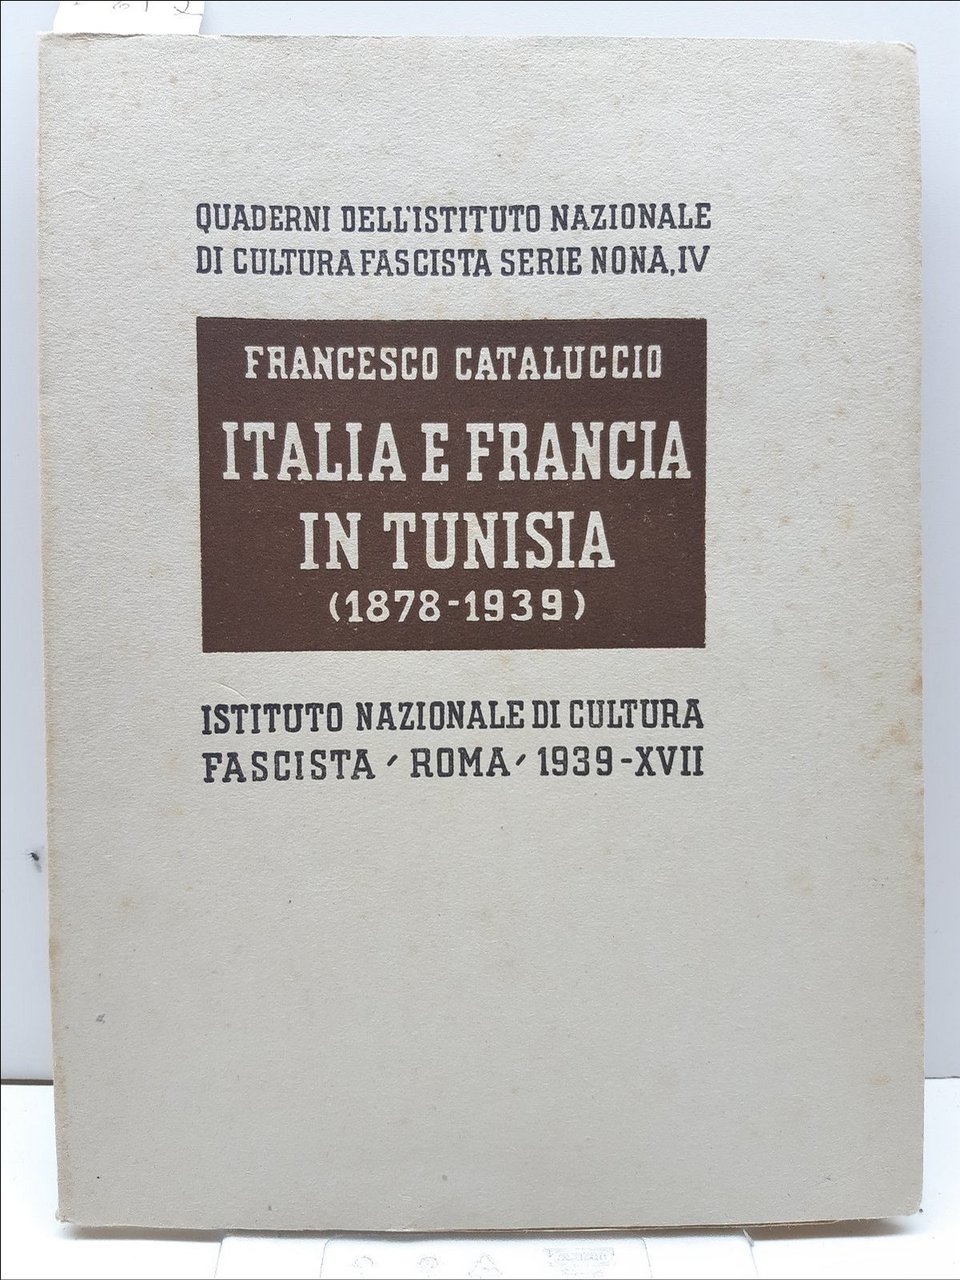 QUADERNI DELL'ISTITUTO NAZIONALE
DI CULTURA FASCISTA SERIE NONA, IV
FRANCESCO CATALUCCIO
ITALIA E FRANCIA
IN TUNISIA
(1878-1939)
ISTITUTO NAZIONALE DI CULTURA
FASCISTA ⁄ ROMA ⁄ 1939-XVII